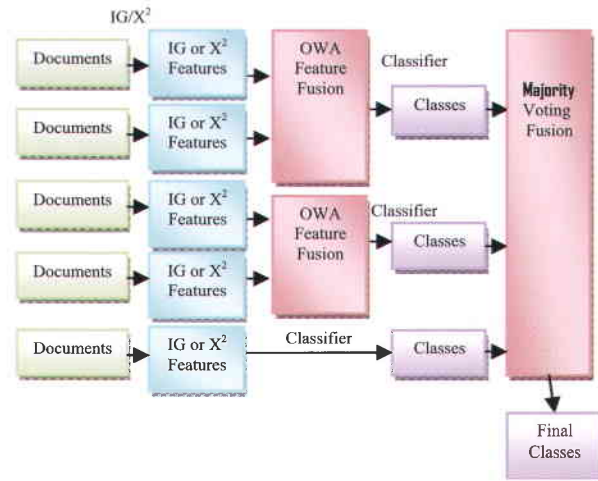 IG/X²
Documents
IG or X²
Features
OWA
Feature
Fusion
Classifier
Classes
Majority
Voting
Fusion
Documents
IG or X²
Features
Documents
IG or X²
Features
OWA
Feature
Fusion
Classifier
Classes
Documents
IG or X²
Features
Documents
IG or X²
Features
Classifier
Classes
Final
Classes